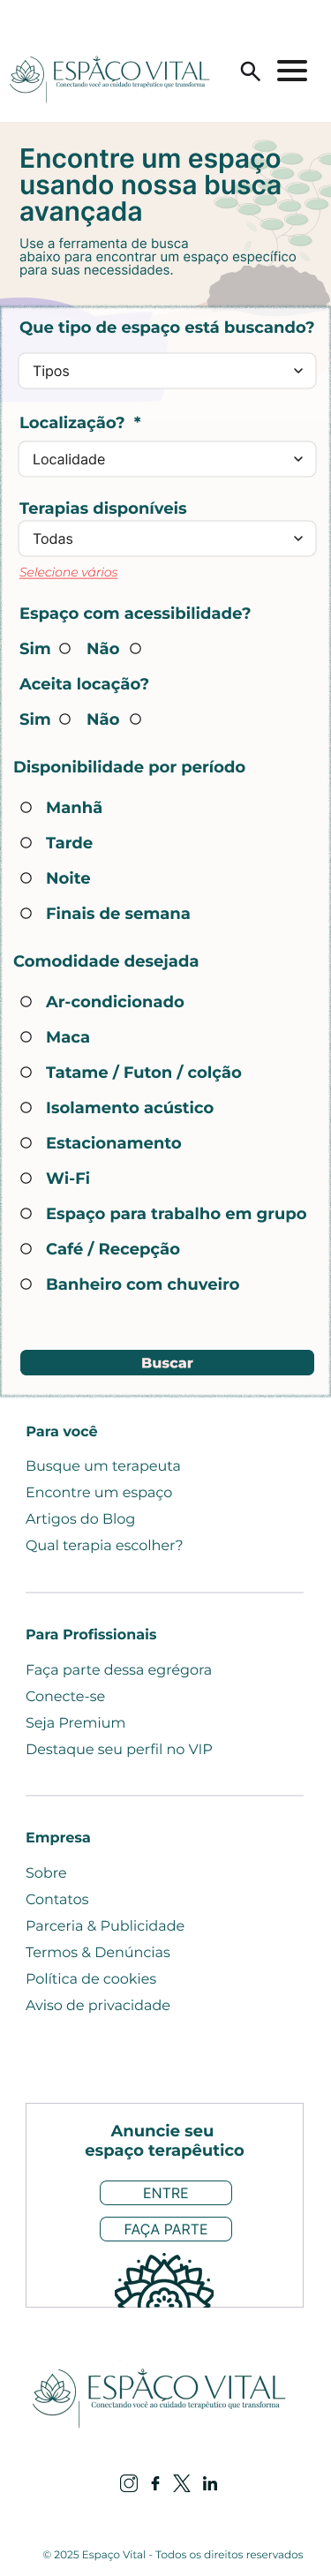 ESPAÇO VITAL
Conectando você ao cuidado terapêutico que transforma
Encontre um espaço
usando nossa busca
avançada
Use a ferramenta de busca
abaixo para encontrar um espaço específico
para suas necessidades.
Que tipo de espaço está buscando?
Tipos
Localização? *
Localidade
Terapias disponíveis
Todas
Selecione vários
Espaço com acessibilidade?
Sim Não
Aceita locação?
Sim Não
Disponibilidade por período
Manhã
Tarde
Noite
Finais de semana
Comodidade desejada
Ar-condicionado
Maca
Tatame / Futon / colção
Isolamento acústico
Estacionamento
Wi-Fi
Espaço para trabalho em grupo
Café / Recepção
Banheiro com chuveiro
Buscar
Para você
Busque um terapeuta
Encontre um espaço
Artigos do Blog
Qual terapia escolher?
Para Profissionais
Faça parte dessa egrégora
Conecte-se
Seja Premium
Destaque seu perfil no VIP
Empresa
Sobre
Contatos
Parceria & Publicidade
Termos & Denúncias
Política de cookies
Aviso de privacidade
Anuncie seu
espaço terapêutico
ENTRE
FAÇA PARTE
ESPAÇO VITAL
Conectando você ao cuidado terapêutico que transforma
© 2025 Espaço Vital - Todos os direitos reservados